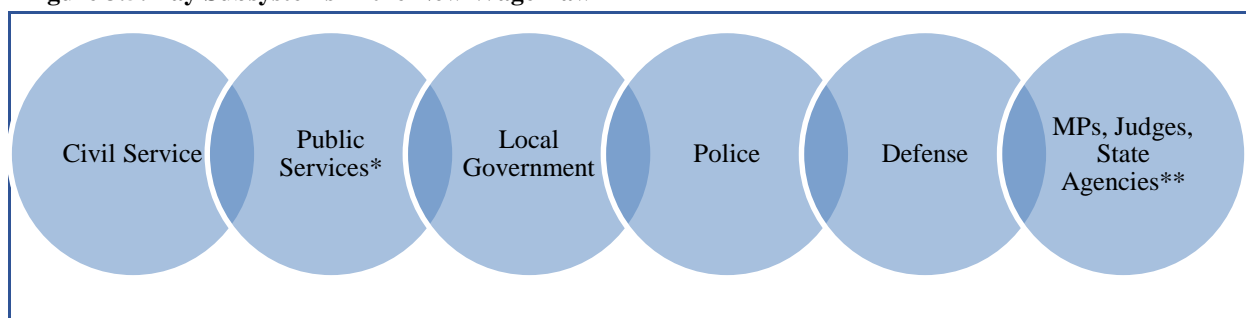 Civil Service
Public
Services*
Local
Government
Police
Defense
MPs, Judges,
State
Agencies**